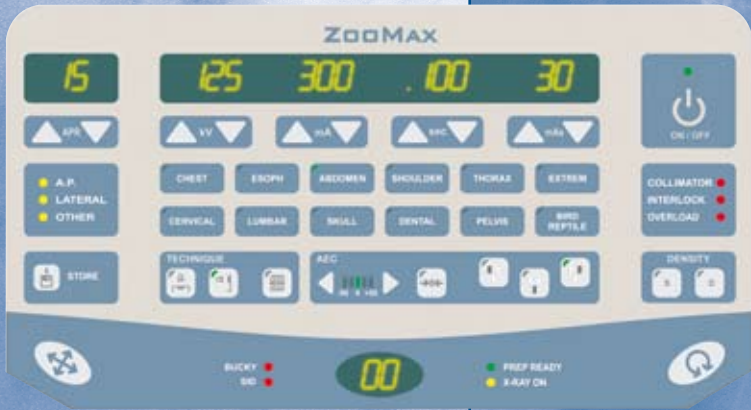 ZooMax
15 125 300 .100 30
APR kV mA sec. mAs
ON / OFF
A.P.
LATERAL
OTHER
CHEST ESOPH ABDOMEN SHOULDER THORAX EXTREM
CERVICAL LUMBAR SKULL DENTAL PELVIS BIRD REPTILE
COLLIMATOR
INTERLOCK
OVERLOAD
STORE
TECHNIQUE
AEC
DENSITY
BUCKY
SID
00
PREP READY
X-RAY ON